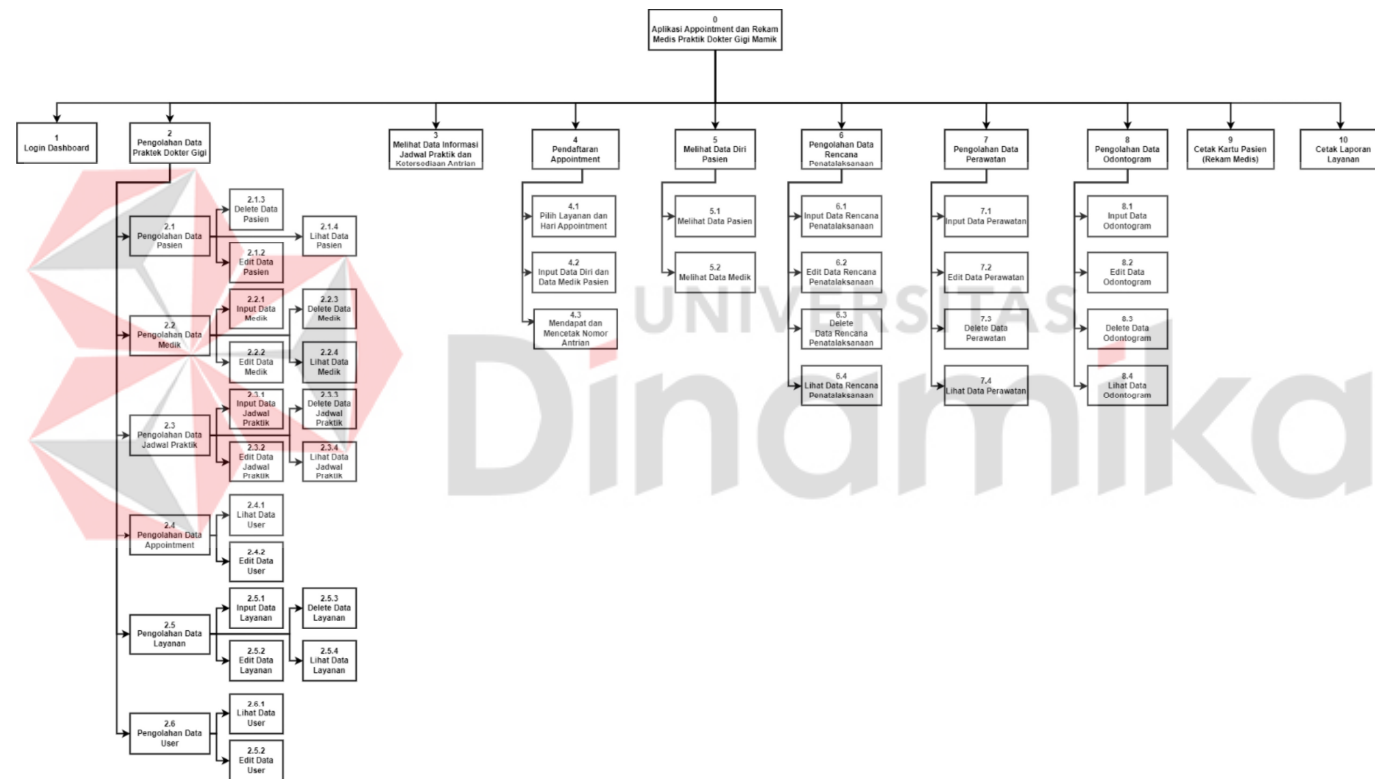 0
Aplikasi Appointment dan Rekam
Medis Praktik Dokter Gigi Mamik
1
Login Dashboard
2
Pengolahan Data
Praktek Dokter Gigi
3
Melihat Data Informasi
Jadwal Praktik dan
Ketersediaan Antrian
4
Pendaftaran
Appointment
5
Melihat Data Diri
Pasien
6
Pengolahan Data
Rencana
Penatalaksanaan
7
Pengolahan Data
Perawatan
8
Pengolahan Data
Odontogram
9
Cetak Kartu Pasien
(Rekam Medis)
10
Cetak Laporan
Layanan
2.1
Pengolahan Data
Pasien
2.1.3
Delete Data
Pasien
2.1.4
Lihat Data
Pasien
2.1.2
Edit Data
Pasien
2.2
Pengolahan Data
Medik
2.2.1
Input Data
Medik
2.2.3
Delete Data
Medik
2.2.2
Edit Data
Medik
2.2.4
Lihat Data
Medik
2.3
Pengolahan Data
Jadwal Praktik
2.3.1
Input Data
Jadwal
Praktik
2.3.3
Delete Data
Jadwal
Praktik
2.3.2
Edit Data
Jadwal
Praktik
2.3.4
Lihat Data
Jadwal
Praktik
2.4
Pengolahan Data
Appointment
2.4.1
Lihat Data
User
2.4.2
Edit Data
User
2.5
Pengolahan Data
Layanan
2.5.1
Input Data
Layanan
2.5.3
Delete Data
Layanan
2.5.2
Edit Data
Layanan
2.5.4
Lihat Data
Layanan
2.6
Pengolahan Data
User
2.6.1
Lihat Data
User
2.5.2
Edit Data
User
4.1
Pilih Layanan dan
Hari Appointment
4.2
Input Data Diri dan
Data Medik Pasien
4.3
Mendapat dan
Mencetak Nomor
Antrian
5.1
Melihat Data Pasien
5.2
Melihat Data Medik
6.1
Input Data Rencana
Penatalaksanaan
6.2
Edit Data Rencana
Penatalaksanaan
6.3
Delete
Data Rencana
Penatalaksanaan
6.4
Lihat Data Rencana
Penatalaksanaan
7.1
Input Data Perawatan
7.2
Edit Data Perawatan
7.3
Delete Data
Perawatan
7.4
Lihat Data Perawatan
8.1
Input Data
Odontogram
8.2
Edit Data
Odontogram
8.3
Delete Data
Odontogram
8.4
Lihat Data
Odontogram
UNIVERSITAS
Dinamika